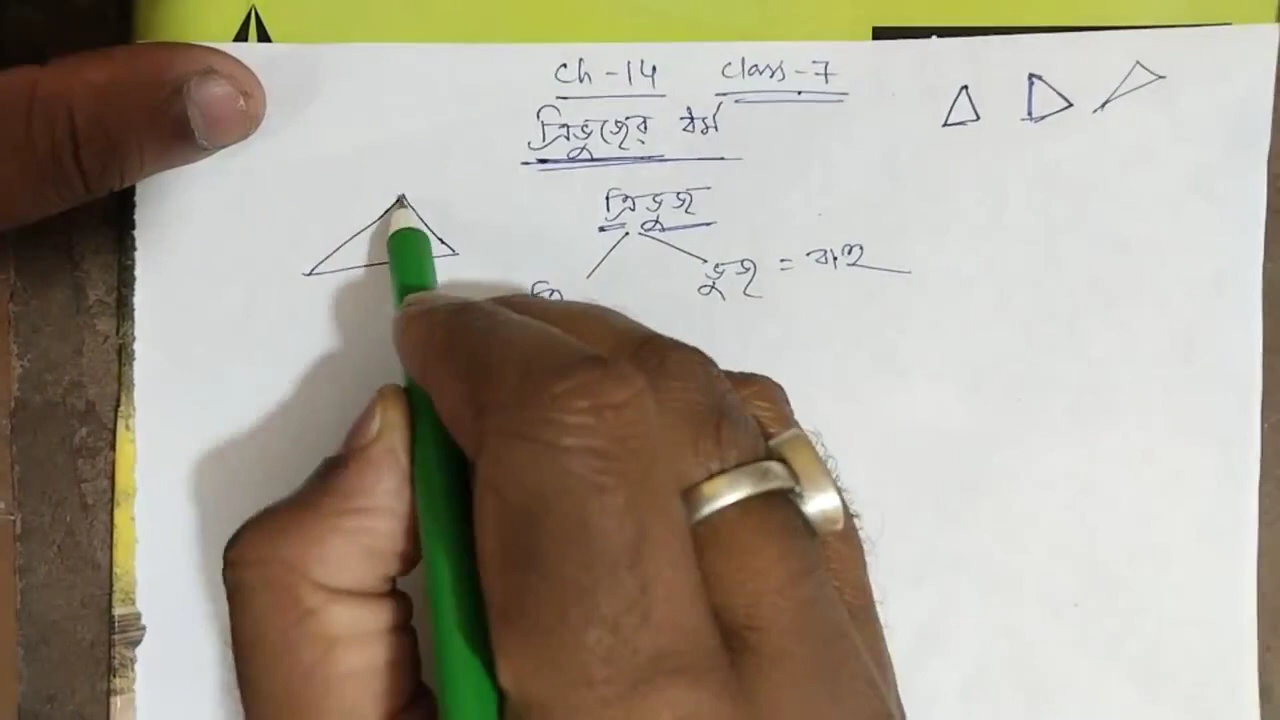 Ch - 14 Class - 7
ত্রিভুজের ধর্ম
ত্রিভুজ
ত্রি ভুজ = বাহু